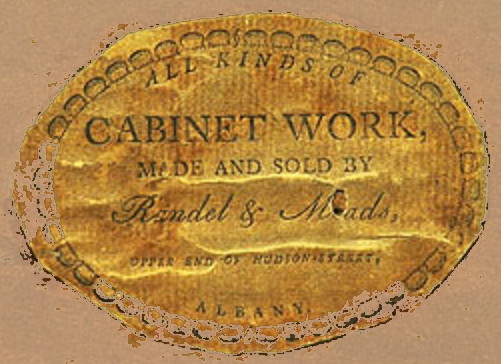 ALL KINDS OF
CABINET WORK,
MADE AND SOLD BY
Randel & Meads,
UPPER END OF HUDSON-STREET,
ALBANY